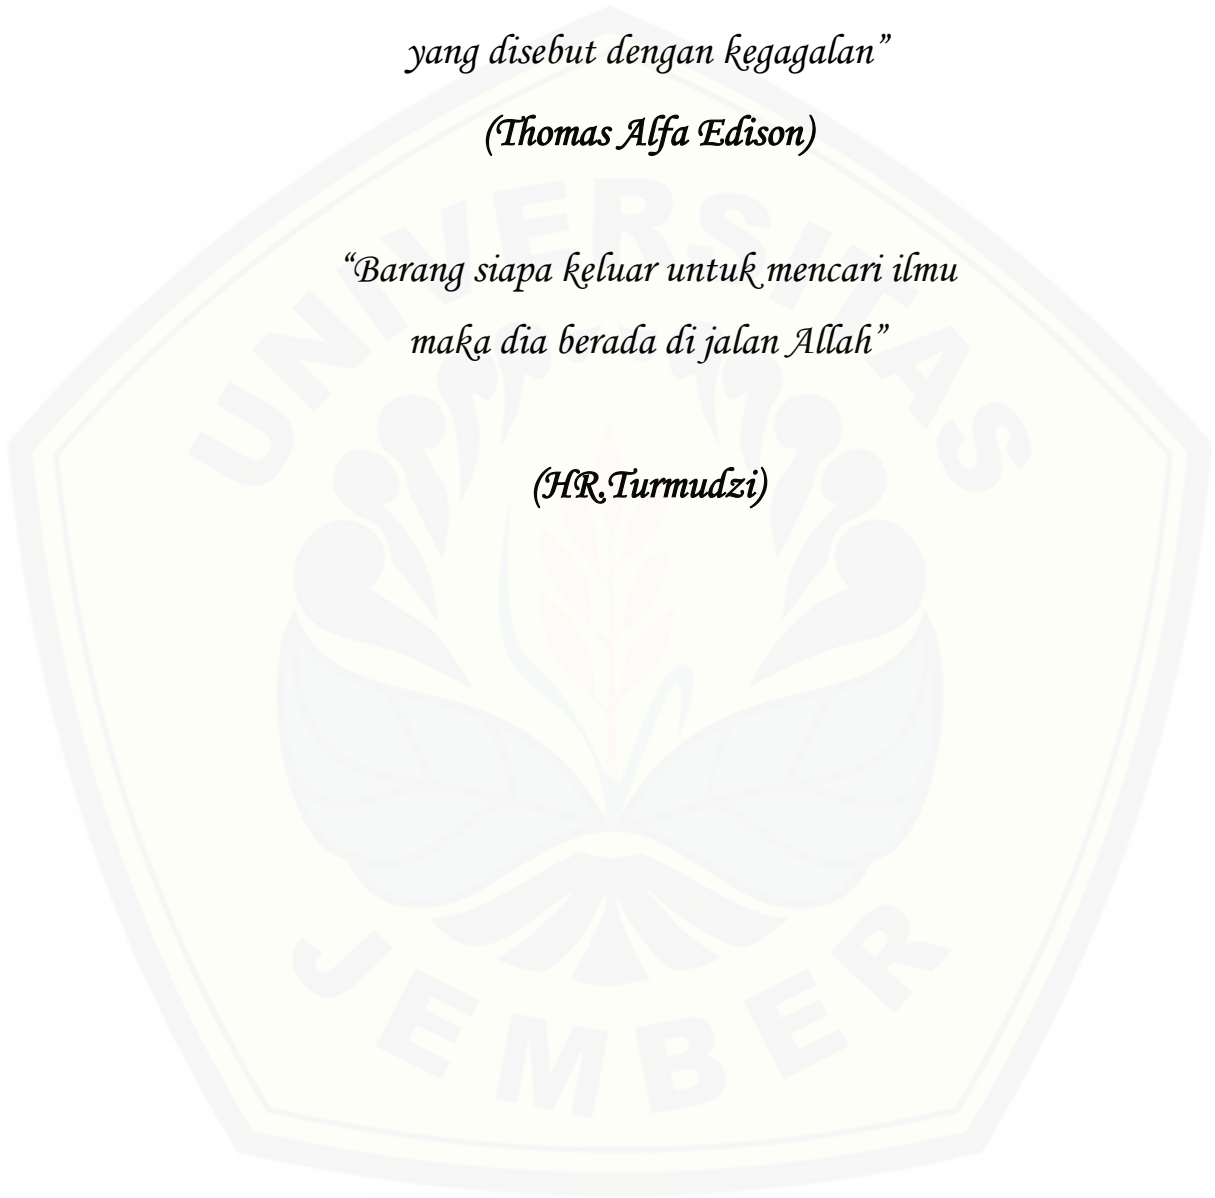 yang disebut dengan kegagalan”
(Thomas Alfa Edison)
“Barang siapa keluar untuk mencari ilmu
maka dia berada di jalan Allah”
(HR.Turmudzi)
UNIVERSITAS
JEMBER